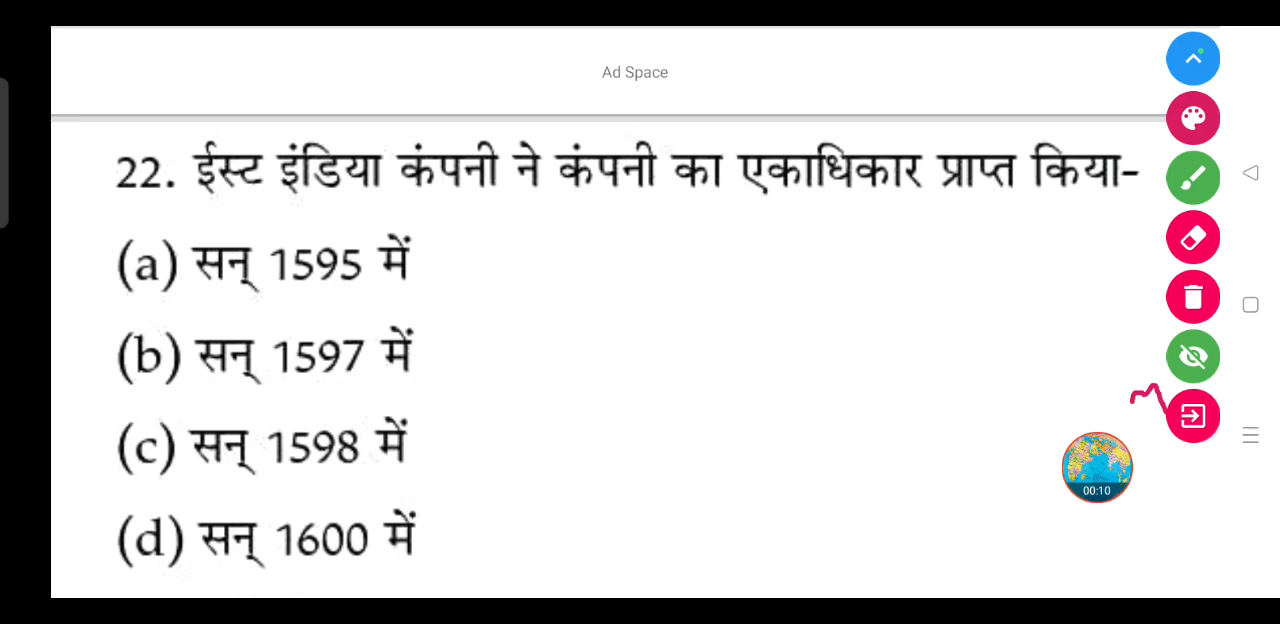 Ad Space
22. ईस्ट इंडिया कंपनी ने कंपनी का एकाधिकार प्राप्त किया-
(a) सन् 1595 में
(b) सन् 1597 में
(c) सन् 1598 में
(d) सन् 1600 में
00:10